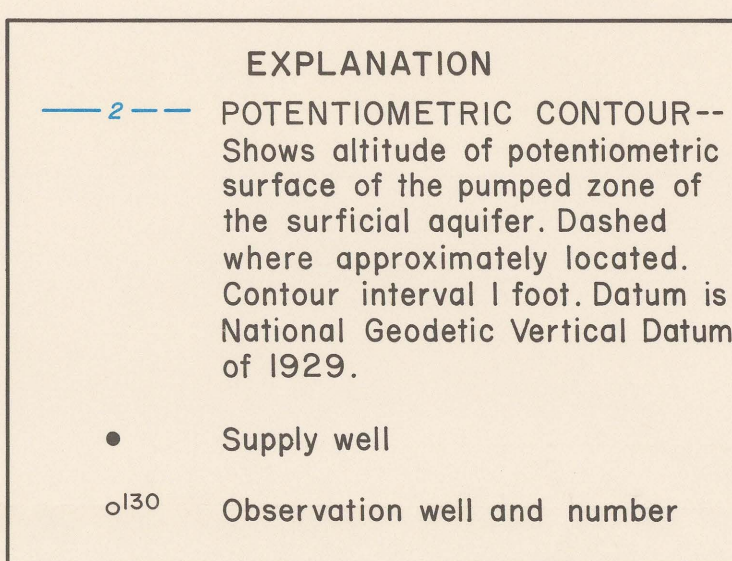 EXPLANATION
2 POTENTIOMETRIC CONTOUR--
Shows altitude of potentiometric
surface of the pumped zone of
the surficial aquifer. Dashed
where approximately located.
Contour interval 1 foot. Datum is
National Geodetic Vertical Datum
of 1929.
Supply well
130 Observation well and number